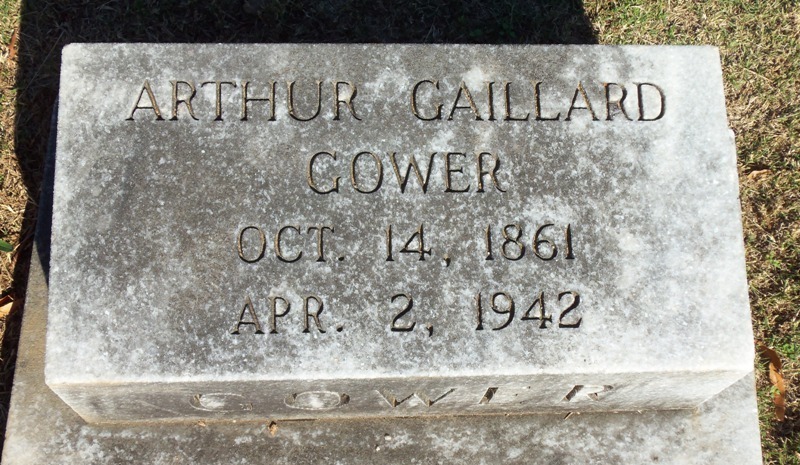 ARTHUR GAILLARD
GOWER
OCT. 14, 1861
APR. 2, 1942
GOWER